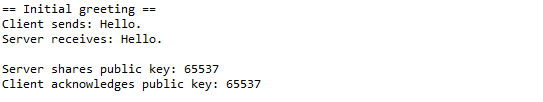 == Initial greeting ==
Client sends: Hello.
Server receives: Hello.

Server shares public key: 65537
Client acknowledges public key: 65537